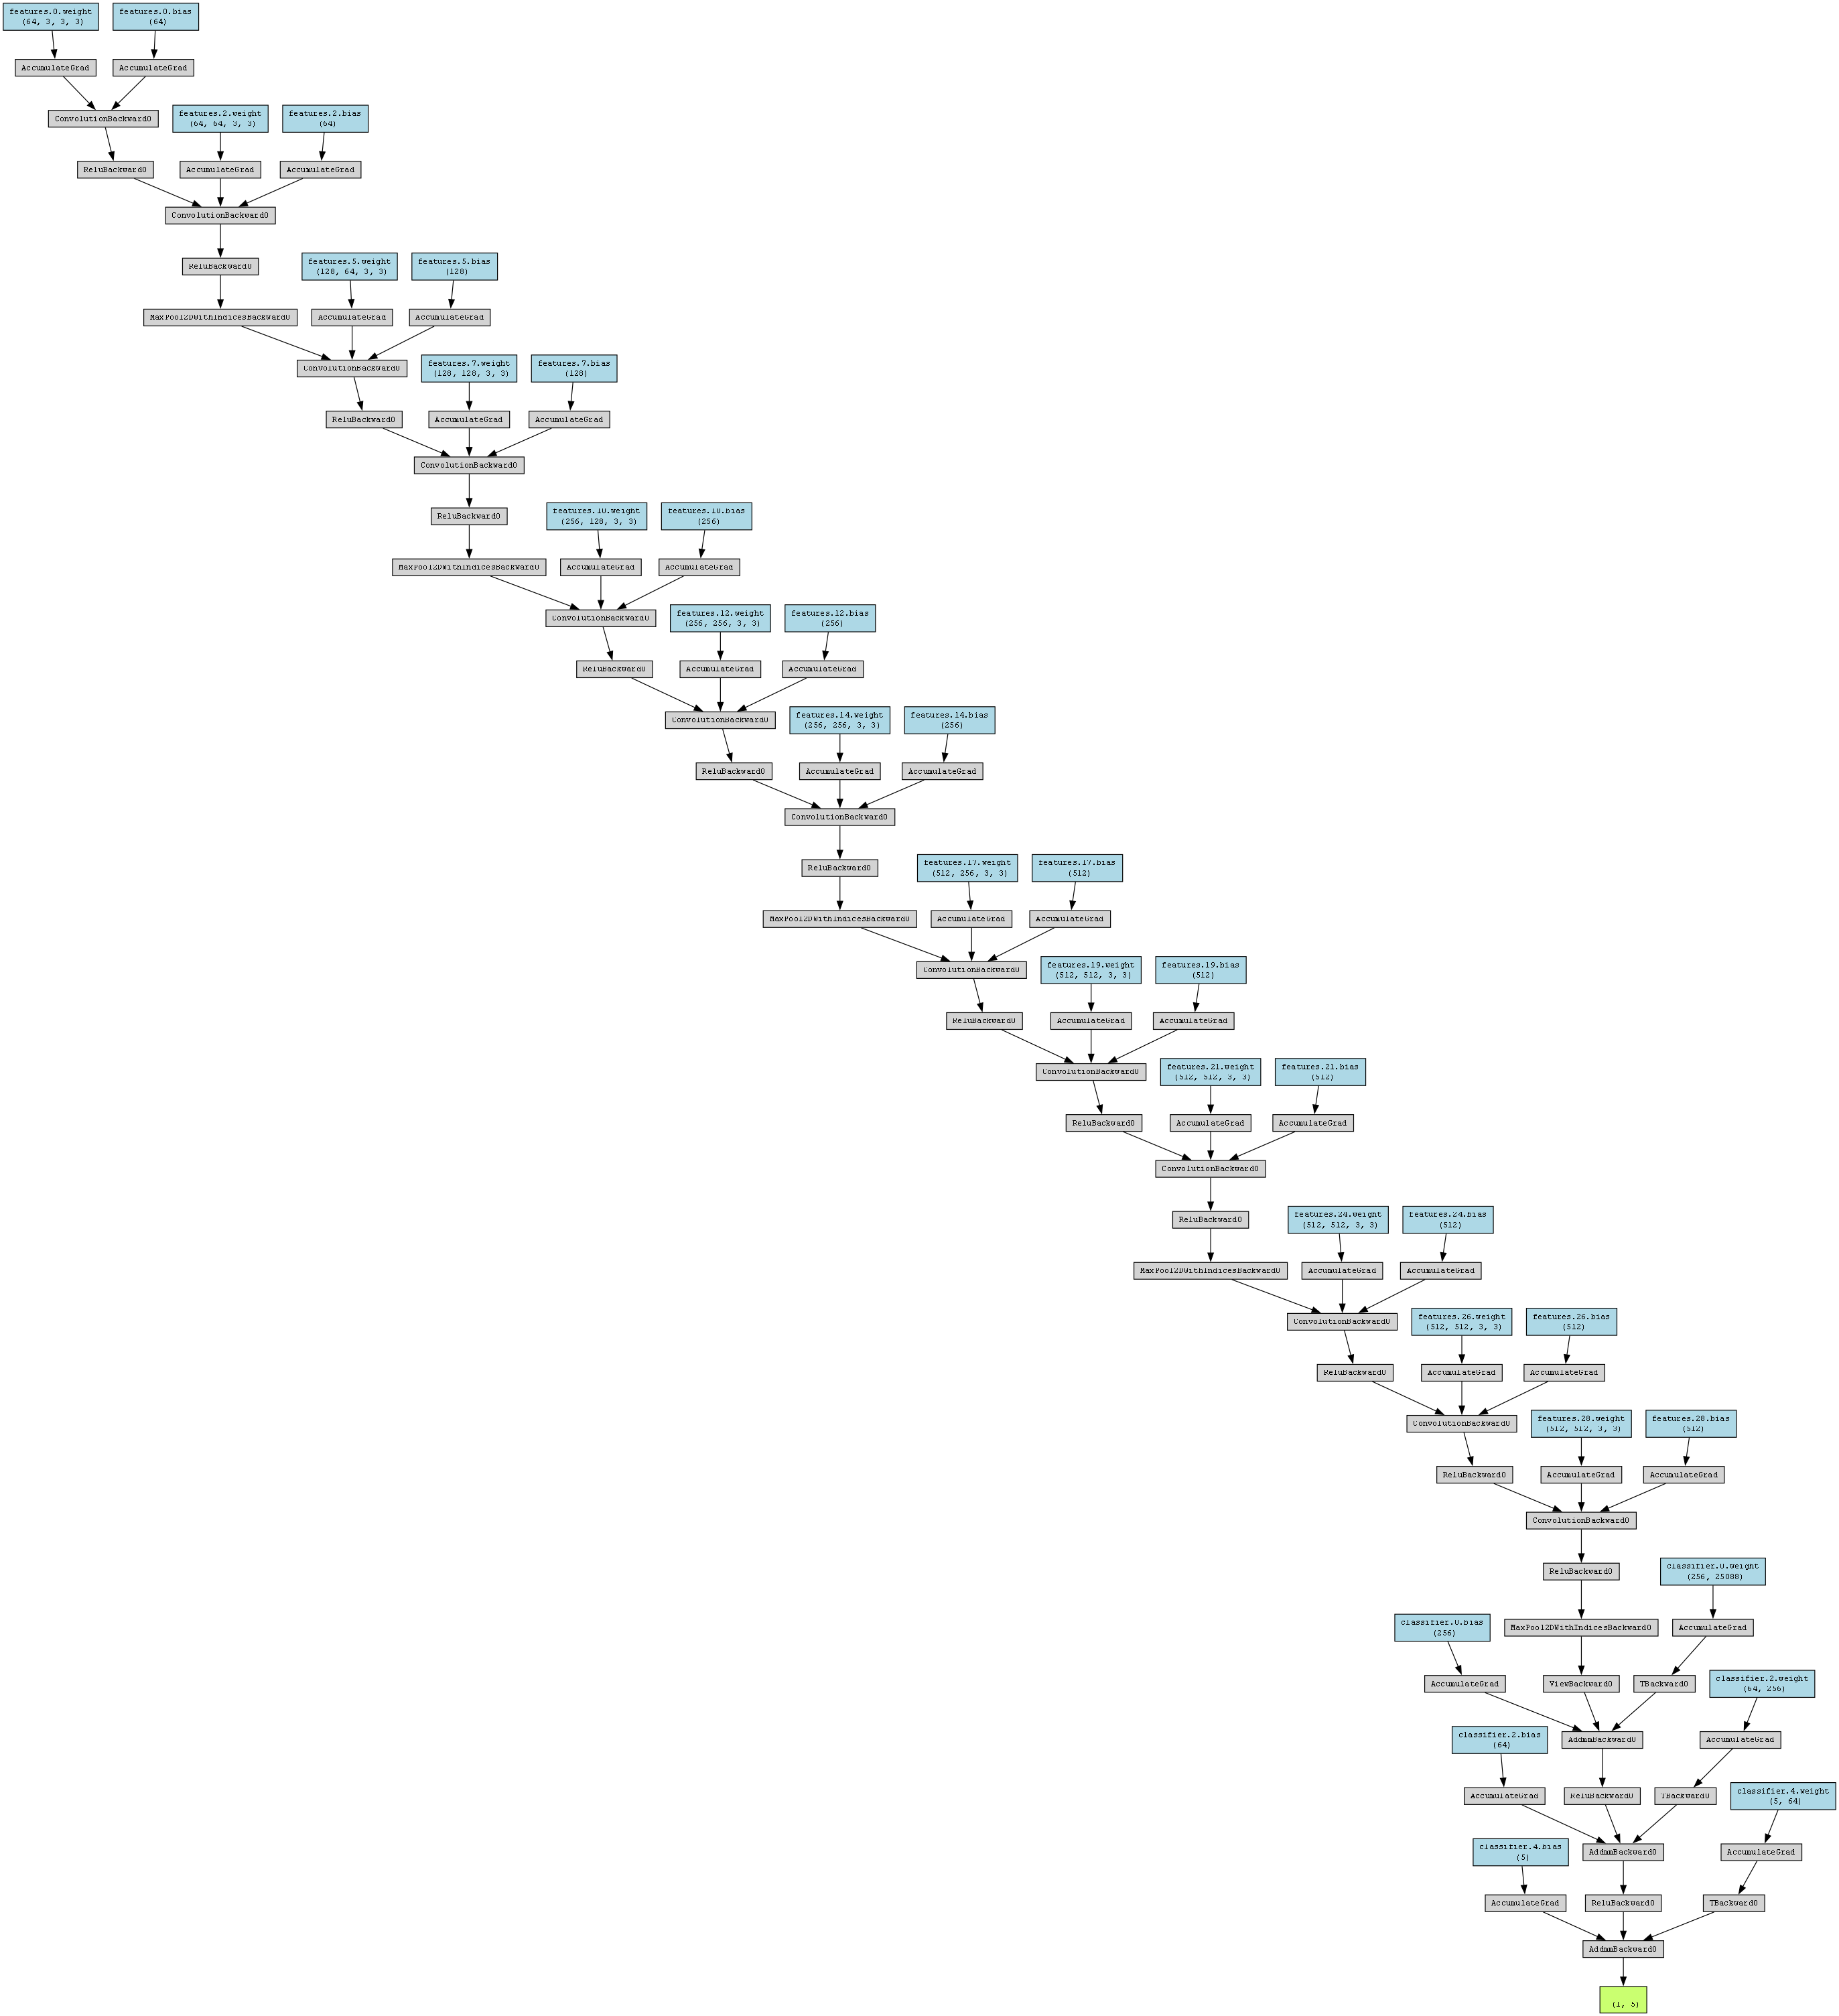 features.0.weight
(64, 3, 3, 3)
features.0.bias
(64)
AccumulateGrad
AccumulateGrad
ConvolutionBackward0
features.2.weight
(64, 64, 3, 3)
features.2.bias
(64)
ReluBackward0
AccumulateGrad
AccumulateGrad
ConvolutionBackward0
ReluBackward0
features.5.weight
(128, 64, 3, 3)
features.5.bias
(128)
MaxPool2DWithIndicesBackward0
AccumulateGrad
AccumulateGrad
ConvolutionBackward0
features.7.weight
(128, 128, 3, 3)
features.7.bias
(128)
ReluBackward0
AccumulateGrad
AccumulateGrad
ConvolutionBackward0
ReluBackward0
features.10.weight
(256, 128, 3, 3)
features.10.bias
(256)
MaxPool2DWithIndicesBackward0
AccumulateGrad
AccumulateGrad
ConvolutionBackward0
features.12.weight
(256, 256, 3, 3)
features.12.bias
(256)
ReluBackward0
AccumulateGrad
AccumulateGrad
ConvolutionBackward0
features.14.weight
(256, 256, 3, 3)
features.14.bias
(256)
ReluBackward0
AccumulateGrad
AccumulateGrad
ConvolutionBackward0
ReluBackward0
features.17.weight
(512, 256, 3, 3)
features.17.bias
(512)
MaxPool2DWithIndicesBackward0
AccumulateGrad
AccumulateGrad
ConvolutionBackward0
features.19.weight
(512, 512, 3, 3)
features.19.bias
(512)
ReluBackward0
AccumulateGrad
AccumulateGrad
ConvolutionBackward0
features.21.weight
(512, 512, 3, 3)
features.21.bias
(512)
ReluBackward0
AccumulateGrad
AccumulateGrad
ConvolutionBackward0
ReluBackward0
features.24.weight
(512, 512, 3, 3)
features.24.bias
(512)
MaxPool2DWithIndicesBackward0
AccumulateGrad
AccumulateGrad
ConvolutionBackward0
features.26.weight
(512, 512, 3, 3)
features.26.bias
(512)
ReluBackward0
AccumulateGrad
AccumulateGrad
ConvolutionBackward0
features.28.weight
(512, 512, 3, 3)
features.28.bias
(512)
ReluBackward0
AccumulateGrad
AccumulateGrad
ConvolutionBackward0
ReluBackward0
classifier.0.weight
(256, 25088)
classifier.0.bias
(256)
MaxPool2DWithIndicesBackward0
AccumulateGrad
AccumulateGrad
ViewBackward0
TBackward0
classifier.2.weight
(64, 256)
classifier.2.bias
(64)
AddmmBackward0
AccumulateGrad
AccumulateGrad
ReluBackward0
TBackward0
classifier.4.weight
(5, 64)
classifier.4.bias
(5)
AddmmBackward0
AccumulateGrad
AccumulateGrad
ReluBackward0
TBackward0
AddmmBackward0
(1, 5)